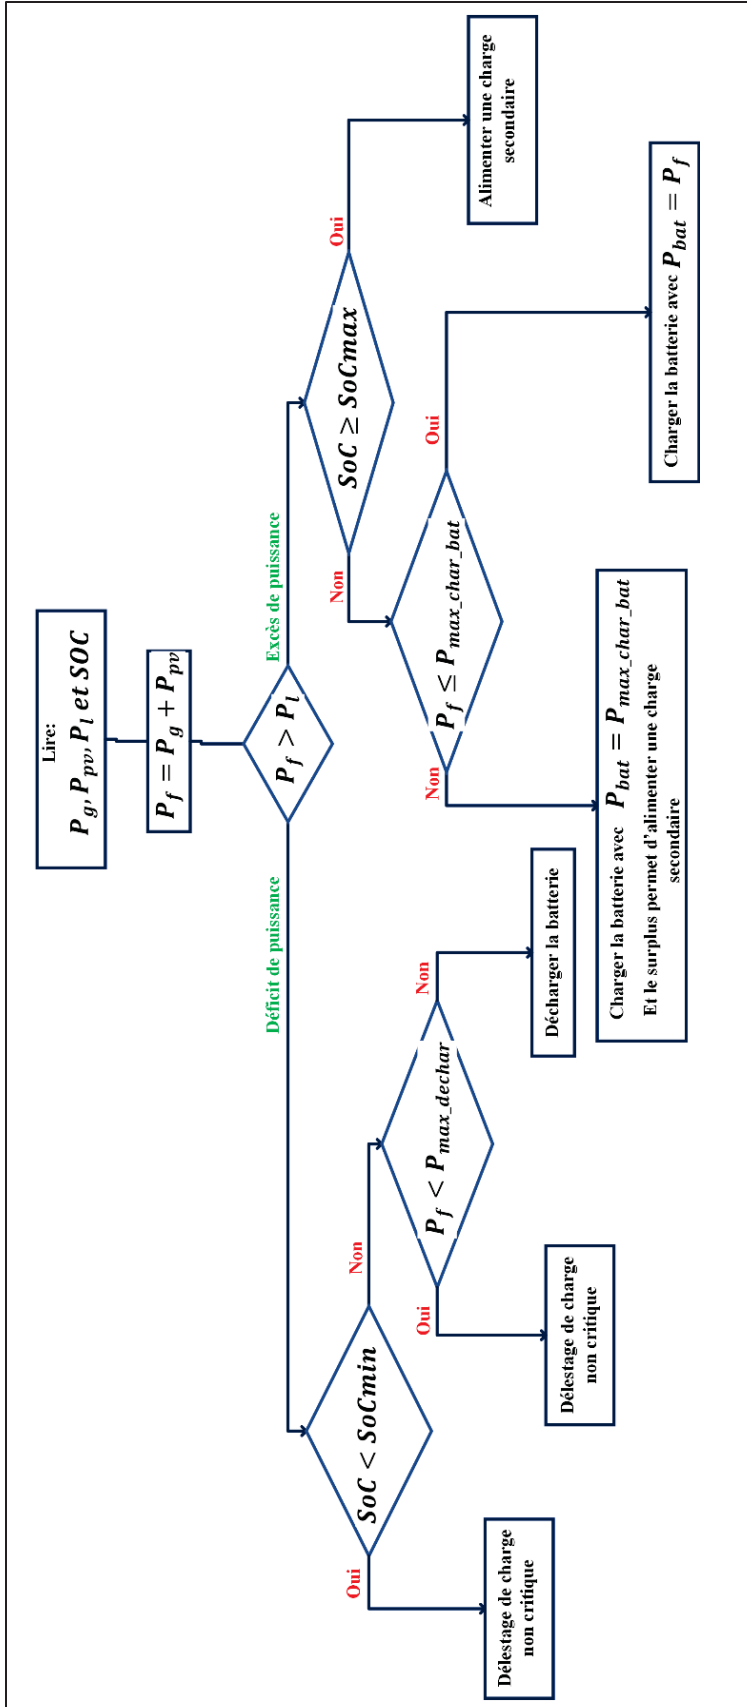 Lire:
P_g, P_pv, P_l et SOC
P_f = P_g + P_pv
P_f > P_l
Déficit de puissance
Excès de puissance
SoC < SoCmin
Oui
Non
Délestage de charge
non critique
P_f < P_max_dechar
Oui
Non
Délestage de charge
non critique
Décharger la batterie
SoC ≥ SoCmax
Non
Oui
Alimenter une charge
secondaire
P_f ≤ P_max_char_bat
Non
Oui
Charger la batterie avec P_bat = P_max_char_bat
Et le surplus permet d'alimenter une charge
secondaire
Charger la batterie avec P_bat = P_f